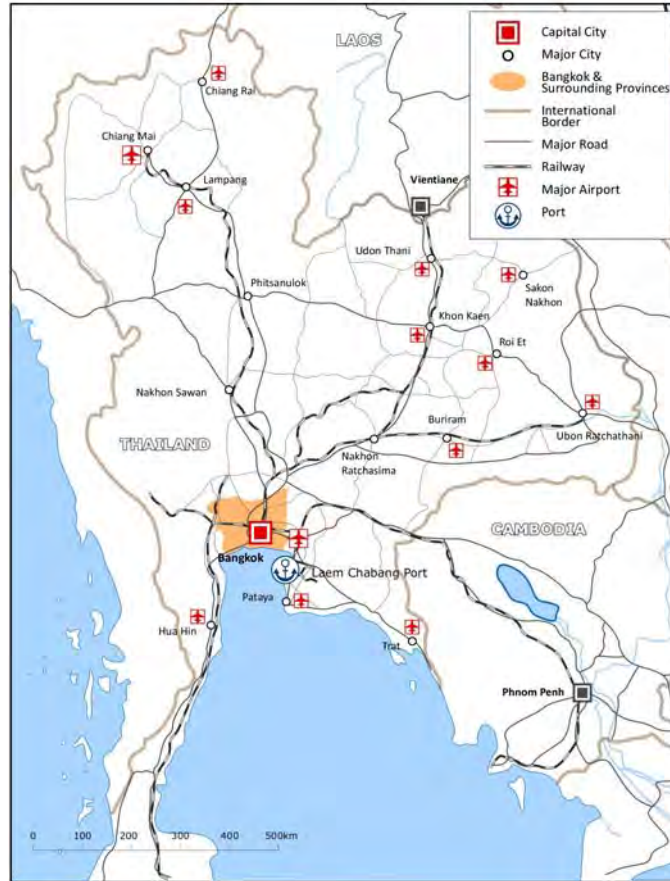 LAOS
Capital City
Major City
Bangkok &
Surrounding Provinces
International
Border
Major Road
Railway
Major Airport
Port
Chiang Rai
Chiang Mai
Lampang
Vientiane
Udon Thani
Sakon
Nakhon
Phitsanulok
Khon Kaen
Roi Et
Nakhon Sawan
Buriram
Ubon Ratchathani
THAILAND
Nakhon
Ratchasima
CAMBODIA
Bangkok
Laem Chabang Port
Pataya
Hua Hin
Trat
Phnom Penh
0 100 200 300 400 500km